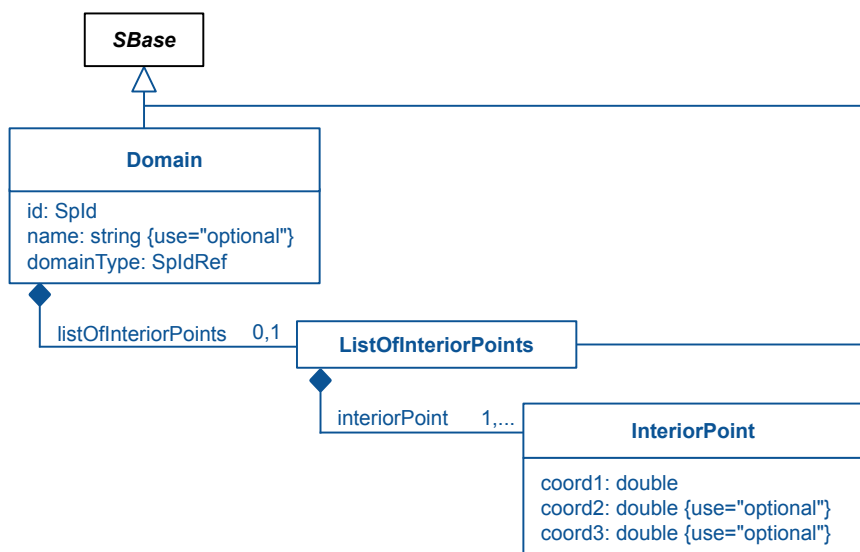 SBase
Domain
id: SpId
name: string {use="optional"}
domainType: SpIdRef
listOfInteriorPoints 0,1
ListOfInteriorPoints
interiorPoint 1,...
InteriorPoint
coord1: double
coord2: double {use="optional"}
coord3: double {use="optional"}